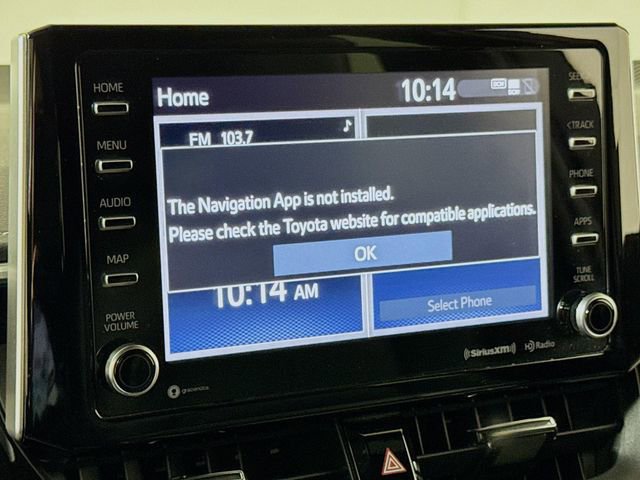 HOME
MENU
AUDIO
MAP
POWER
VOLUME
gracenote
Home
10:14
DCM
DCM
FM 103.7
The Navigation App is not installed.
Please check the Toyota website for compatible applications.
OK
10:14 AM
Select Phone
SiriusXM
HD Radio
SEEK>
<TRACK
PHONE
APPS
TUNE
SCROLL